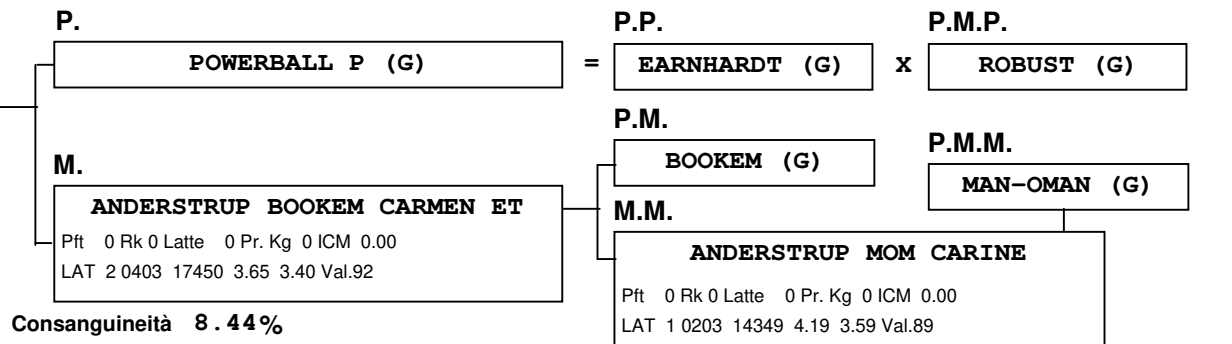 P.
P.P.
P.M.P.
POWERBALL P (G)
=
EARNHARDT (G)
X
ROBUST (G)
P.M.
BOOKEM (G)
P.M.M.
MAN-OMAN (G)
M.
ANDERSTRUP BOOKEM CARMEN ET
Pft 0 Rk 0 Latte 0 Pr. Kg 0 ICM 0.00
LAT 2 0403 17450 3.65 3.40 Val.92
M.M.
ANDERSTRUP MOM CARINE
Pft 0 Rk 0 Latte 0 Pr. Kg 0 ICM 0.00
LAT 1 0203 14349 4.19 3.59 Val.89
Consanguineità 8.44%